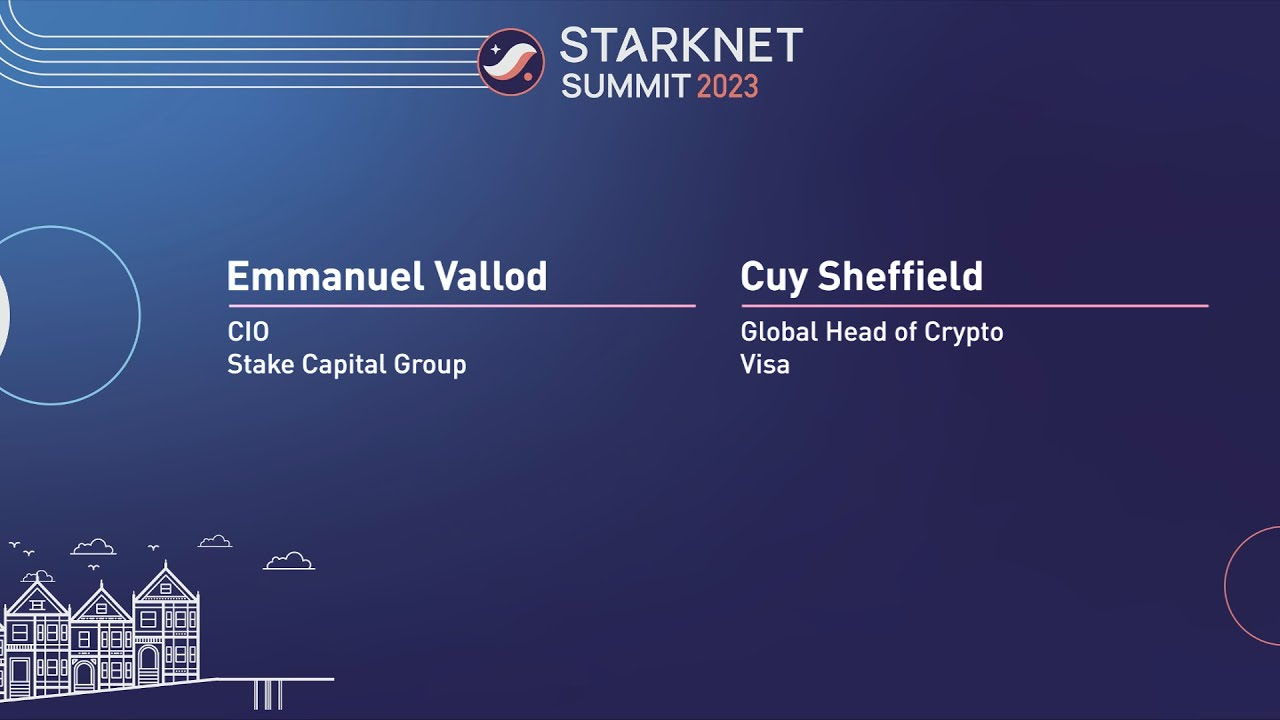 STARKNET
SUMMIT 2023
Emmanuel Vallod
CIO
Stake Capital Group
Cuy Sheffield
Global Head of Crypto
Visa